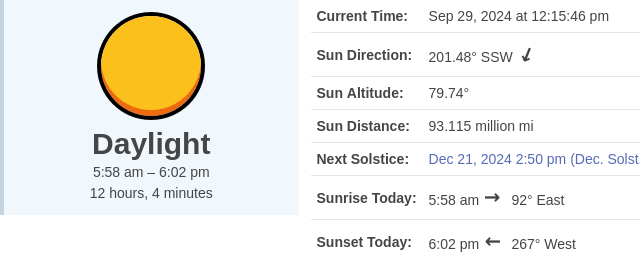 Daylight
5:58 am – 6:02 pm
12 hours, 4 minutes
Current Time: Sep 29, 2024 at 12:15:46 pm
Sun Direction: 201.48° SSW ↙
Sun Altitude: 79.74°
Sun Distance: 93.115 million mi
Next Solstice: Dec 21, 2024 2:50 pm (Dec. Solst
Sunrise Today: 5:58 am → 92° East
Sunset Today: 6:02 pm ← 267° West